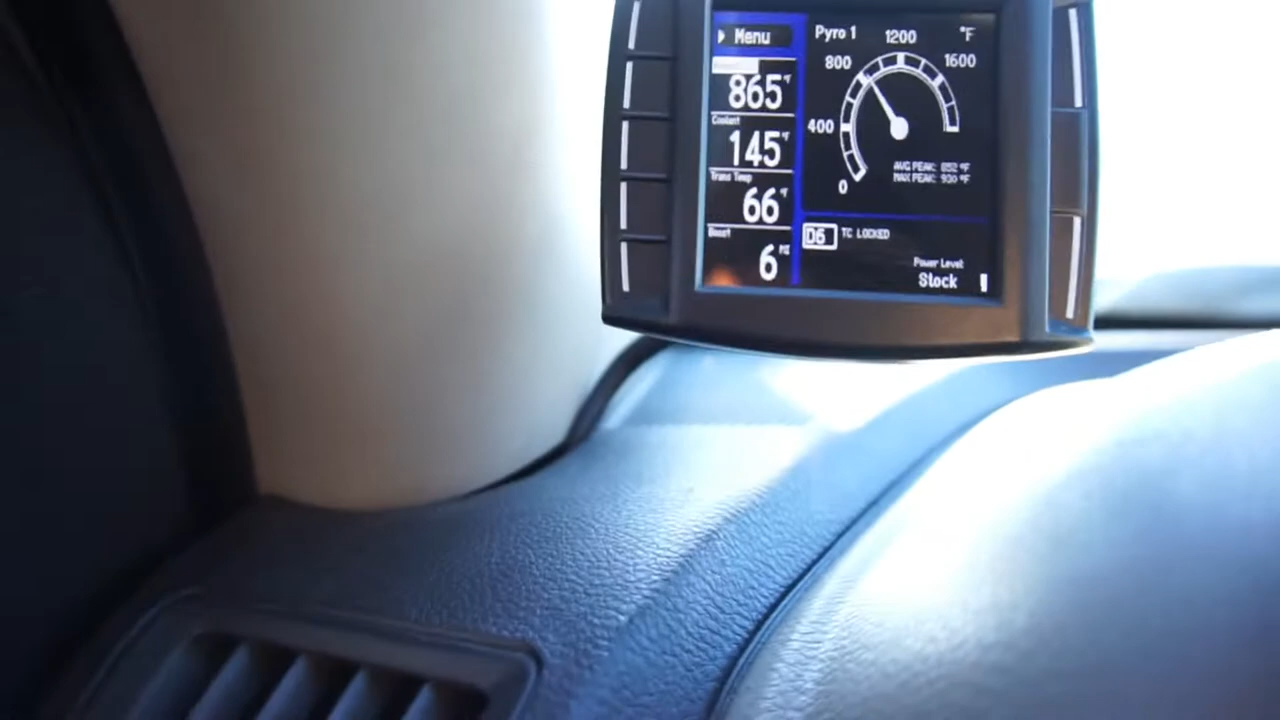 Menu
865°F
Coolant
145°F
Trans Temp
66°F
Boost
6
Pyro 1
°F
0
400
800
1200
1600
AVG PEAK: 852 °F
MAX PEAK: 930 °F
D6 TC LOCKED
Power Level:
Stock